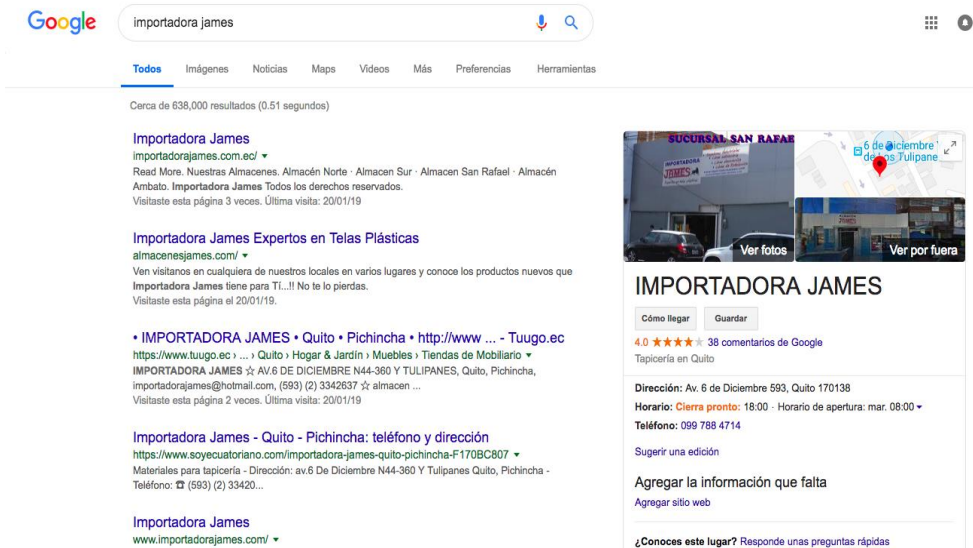 Google
importadora james
Todos Imágenes Noticias Maps Videos Más Preferencias Herramientas
Cerca de 638,000 resultados (0.51 segundos)
Importadora James
importadorajames.com.ec/
Read More. Nuestras Almacenes. Almacén Norte · Almacen Sur · Almacen San Rafael · Almacén
Ambato. Importadora James Todos los derechos reservados.
Visitaste esta página 3 veces. Última visita: 20/01/19
Importadora James Expertos en Telas Plásticas
almacenesjames.com/
Ven visitanos en cualquiera de nuestros locales en varios lugares y conoce los productos nuevos que
Importadora James tiene para Tí...!! No te lo pierdas.
Visitaste esta página el 20/01/19.
• IMPORTADORA JAMES • Quito • Pichincha • http://www ... - Tuugo.ec
https://www.tuugo.ec › ... › Quito › Hogar & Jardín › Muebles › Tiendas de Mobiliario
IMPORTADORA JAMES ☆ AV.6 DE DICIEMBRE N44-360 Y TULIPANES, Quito, Pichincha,
importadorajames@hotmail.com, (593) (2) 3342637 ☆ almacen ...
Visitaste esta página 2 veces. Última visita: 20/01/19
Importadora James - Quito - Pichincha: teléfono y dirección
https://www.soyecuatoriano.com/importadora-james-quito-pichincha-F170BC807
Materiales para tapicería - Dirección: av.6 De Diciembre N44-360 Y Tulipanes Quito, Pichincha -
Teléfono: ☎ (593) (2) 33420...
Importadora James
www.importadorajames.com/
SUCURSAL SAN RAFAE
IMPORTADORA
JAMES
6 de Diciembre
de los Tulipane
Ver fotos
Ver por fuera
IMPORTADORA JAMES
Cómo llegar Guardar
4.0 ★★★★★ 38 comentarios de Google
Tapicería en Quito
Dirección: Av. 6 de Diciembre 593, Quito 170138
Horario: Cierra pronto: 18:00 · Horario de apertura: mar. 08:00
Teléfono: 099 788 4714
Sugerir una edición
Agregar la información que falta
Agregar sitio web
¿Conoces este lugar? Responde unas preguntas rápidas